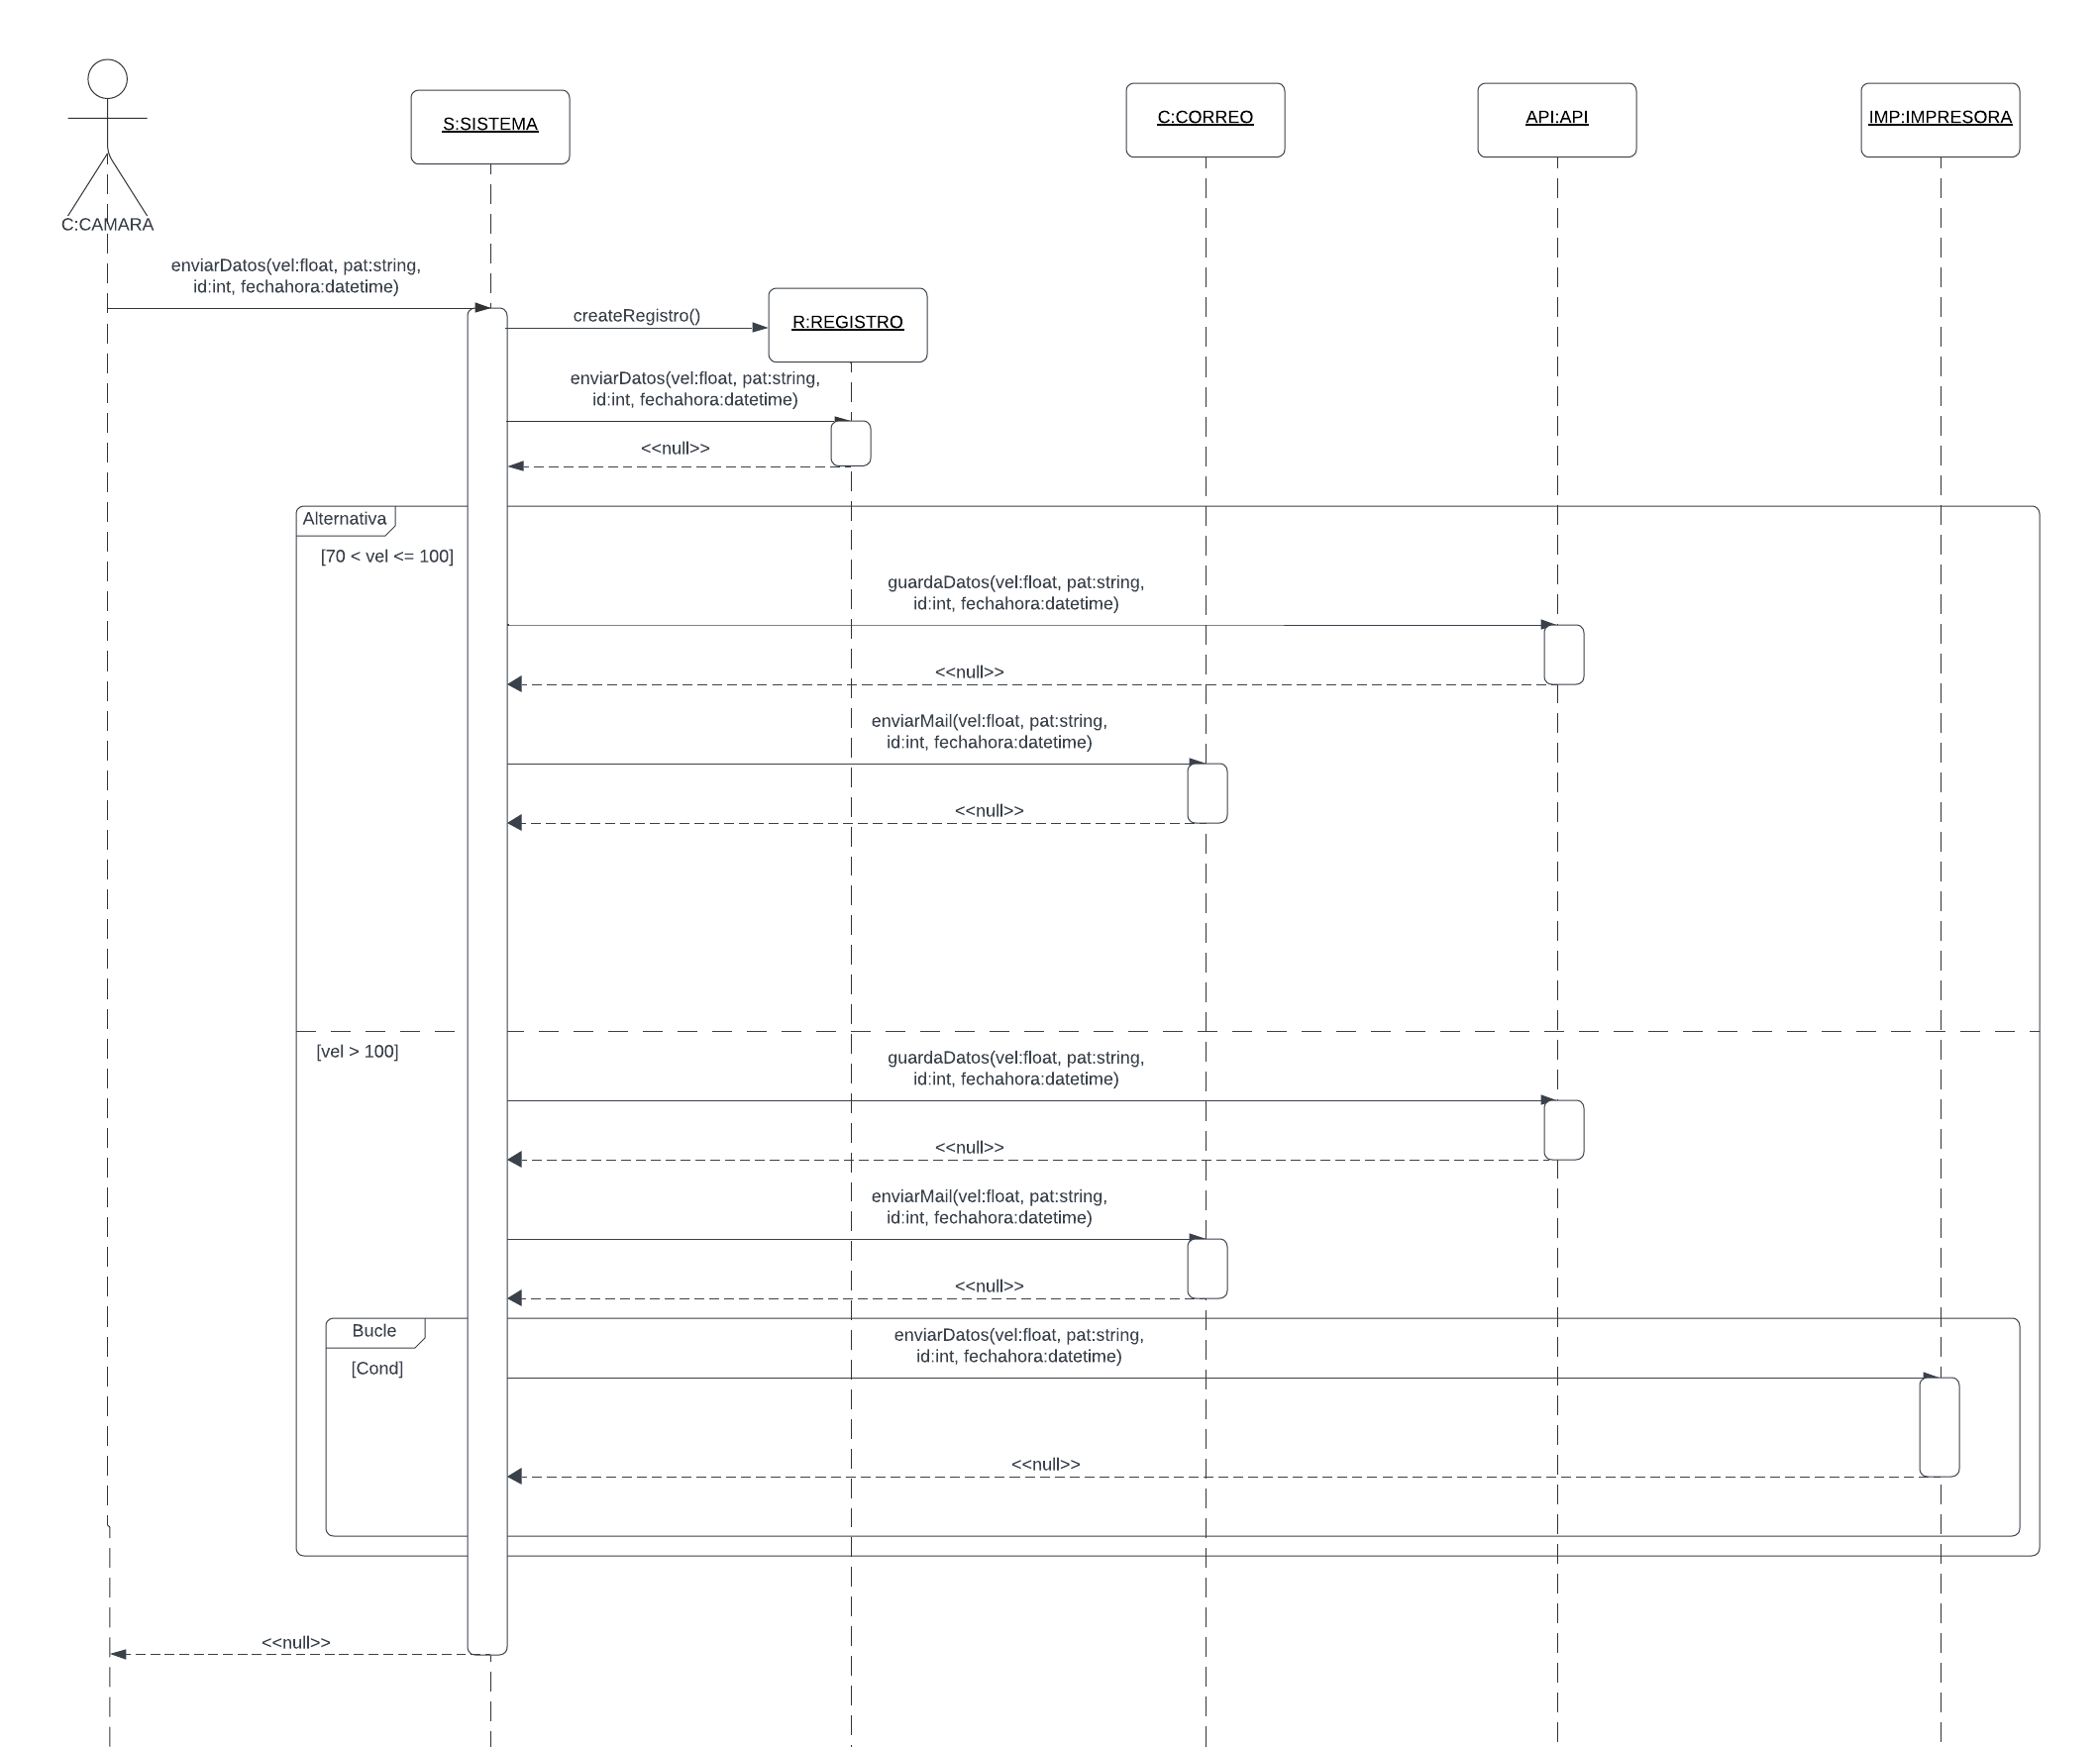 C:CAMARA
S:SISTEMA
C:CORREO
API:API
IMP:IMPRESORA
enviarDatos(vel:float, pat:string,
id:int, fechahora:datetime)
createRegistro()
R:REGISTRO
enviarDatos(vel:float, pat:string,
id:int, fechahora:datetime)
<<null>>
Alternativa
[70 < vel <= 100]
guardaDatos(vel:float, pat:string,
id:int, fechahora:datetime)
<<null>>
enviarMail(vel:float, pat:string,
id:int, fechahora:datetime)
<<null>>
[vel > 100]
guardaDatos(vel:float, pat:string,
id:int, fechahora:datetime)
<<null>>
enviarMail(vel:float, pat:string,
id:int, fechahora:datetime)
<<null>>
Bucle
[Cond]
enviarDatos(vel:float, pat:string,
id:int, fechahora:datetime)
<<null>>
<<null>>